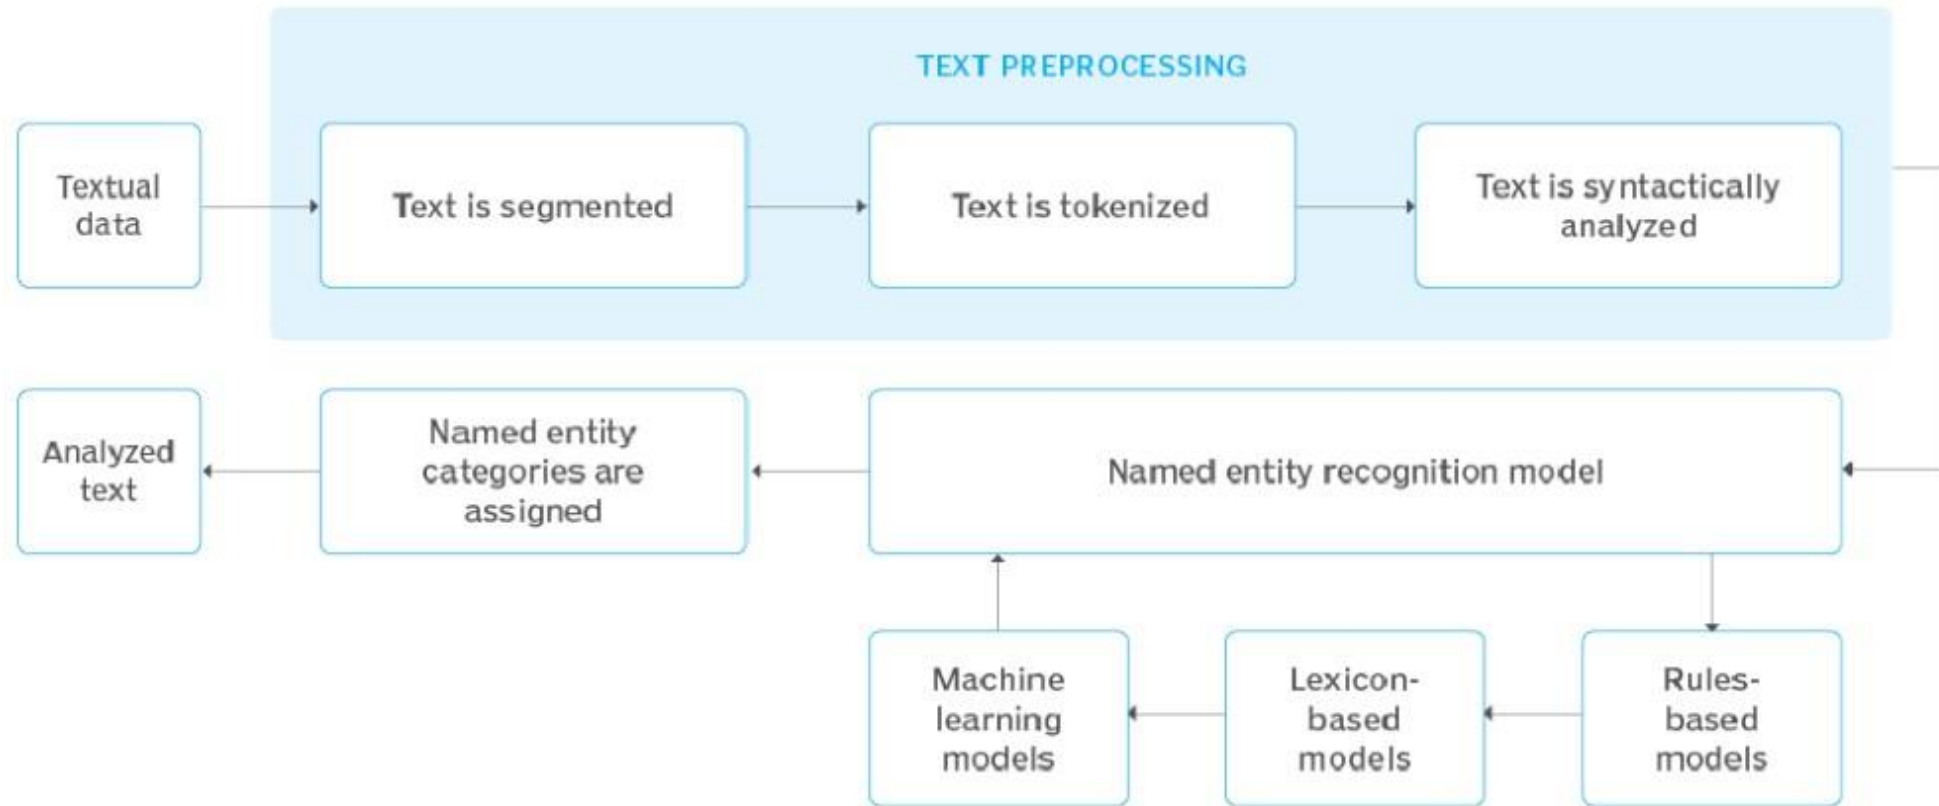 TEXT PREPROCESSING
Textual
data
Text is segmented
Text is tokenized
Text is syntactically
analyzed
Analyzed
text
Named entity
categories are
assigned
Named entity recognition model
Machine
learning
models
Lexicon-
based
models
Rules-
based
models